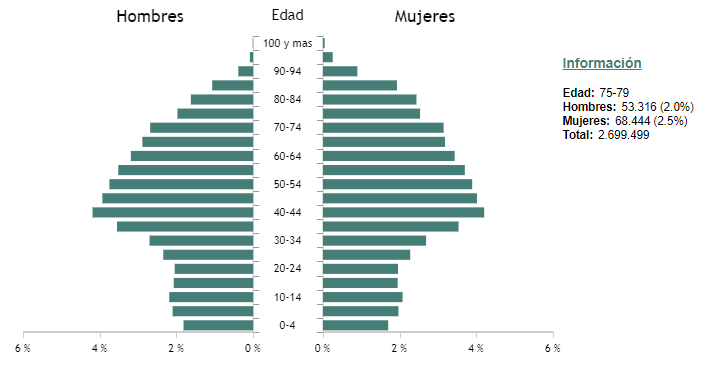 Hombres Edad Mujeres
100 y mas
90-94
80-84
70-74
60-64
50-54
40-44
30-34
20-24
10-14
0-4
6 % 4 % 2 % 0 % 0 % 2 % 4 % 6 %
Información
Edad: 75-79
Hombres: 53.316 (2.0%)
Mujeres: 68.444 (2.5%)
Total: 2.699.499